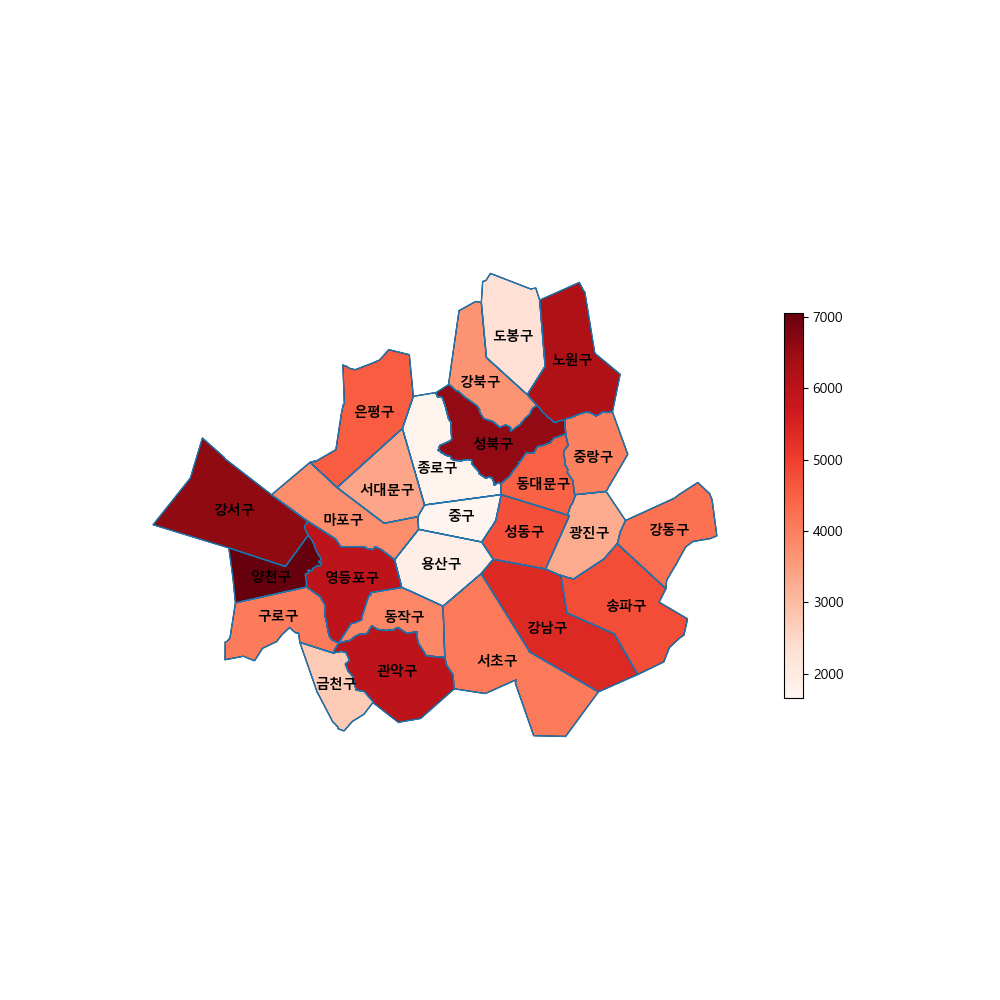 도봉구
노원구
강북구
은평구
성북구
중랑구
종로구
동대문구
서대문구
강서구
중구
마포구
성동구
광진구
강동구
용산구
양천구
영등포구
송파구
구로구
동작구
강남구
서초구
관악구
금천구
7000
6000
5000
4000
3000
2000